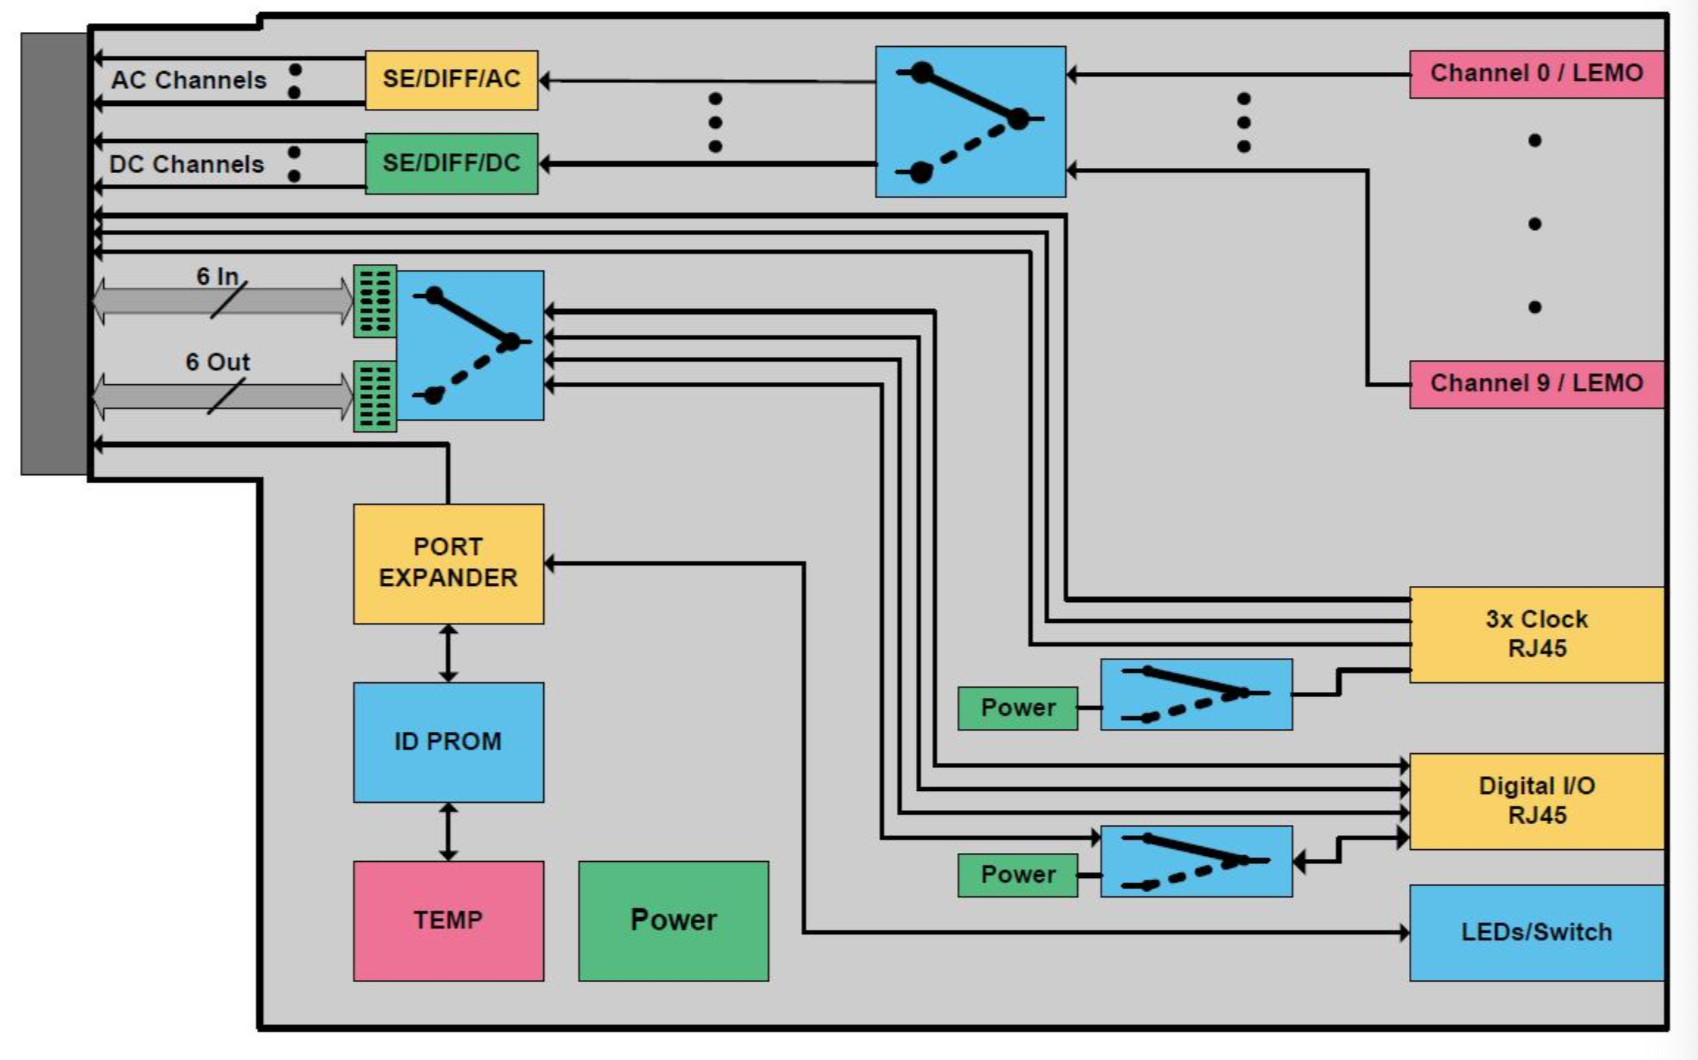 AC Channels
SE/DIFF/AC
Channel 0 / LEMO
DC Channels
SE/DIFF/DC
6 In
6 Out
Channel 9 / LEMO
PORT
EXPANDER
3x Clock
RJ45
Power
ID PROM
Digital I/O
RJ45
Power
TEMP
Power
LEDs/Switch